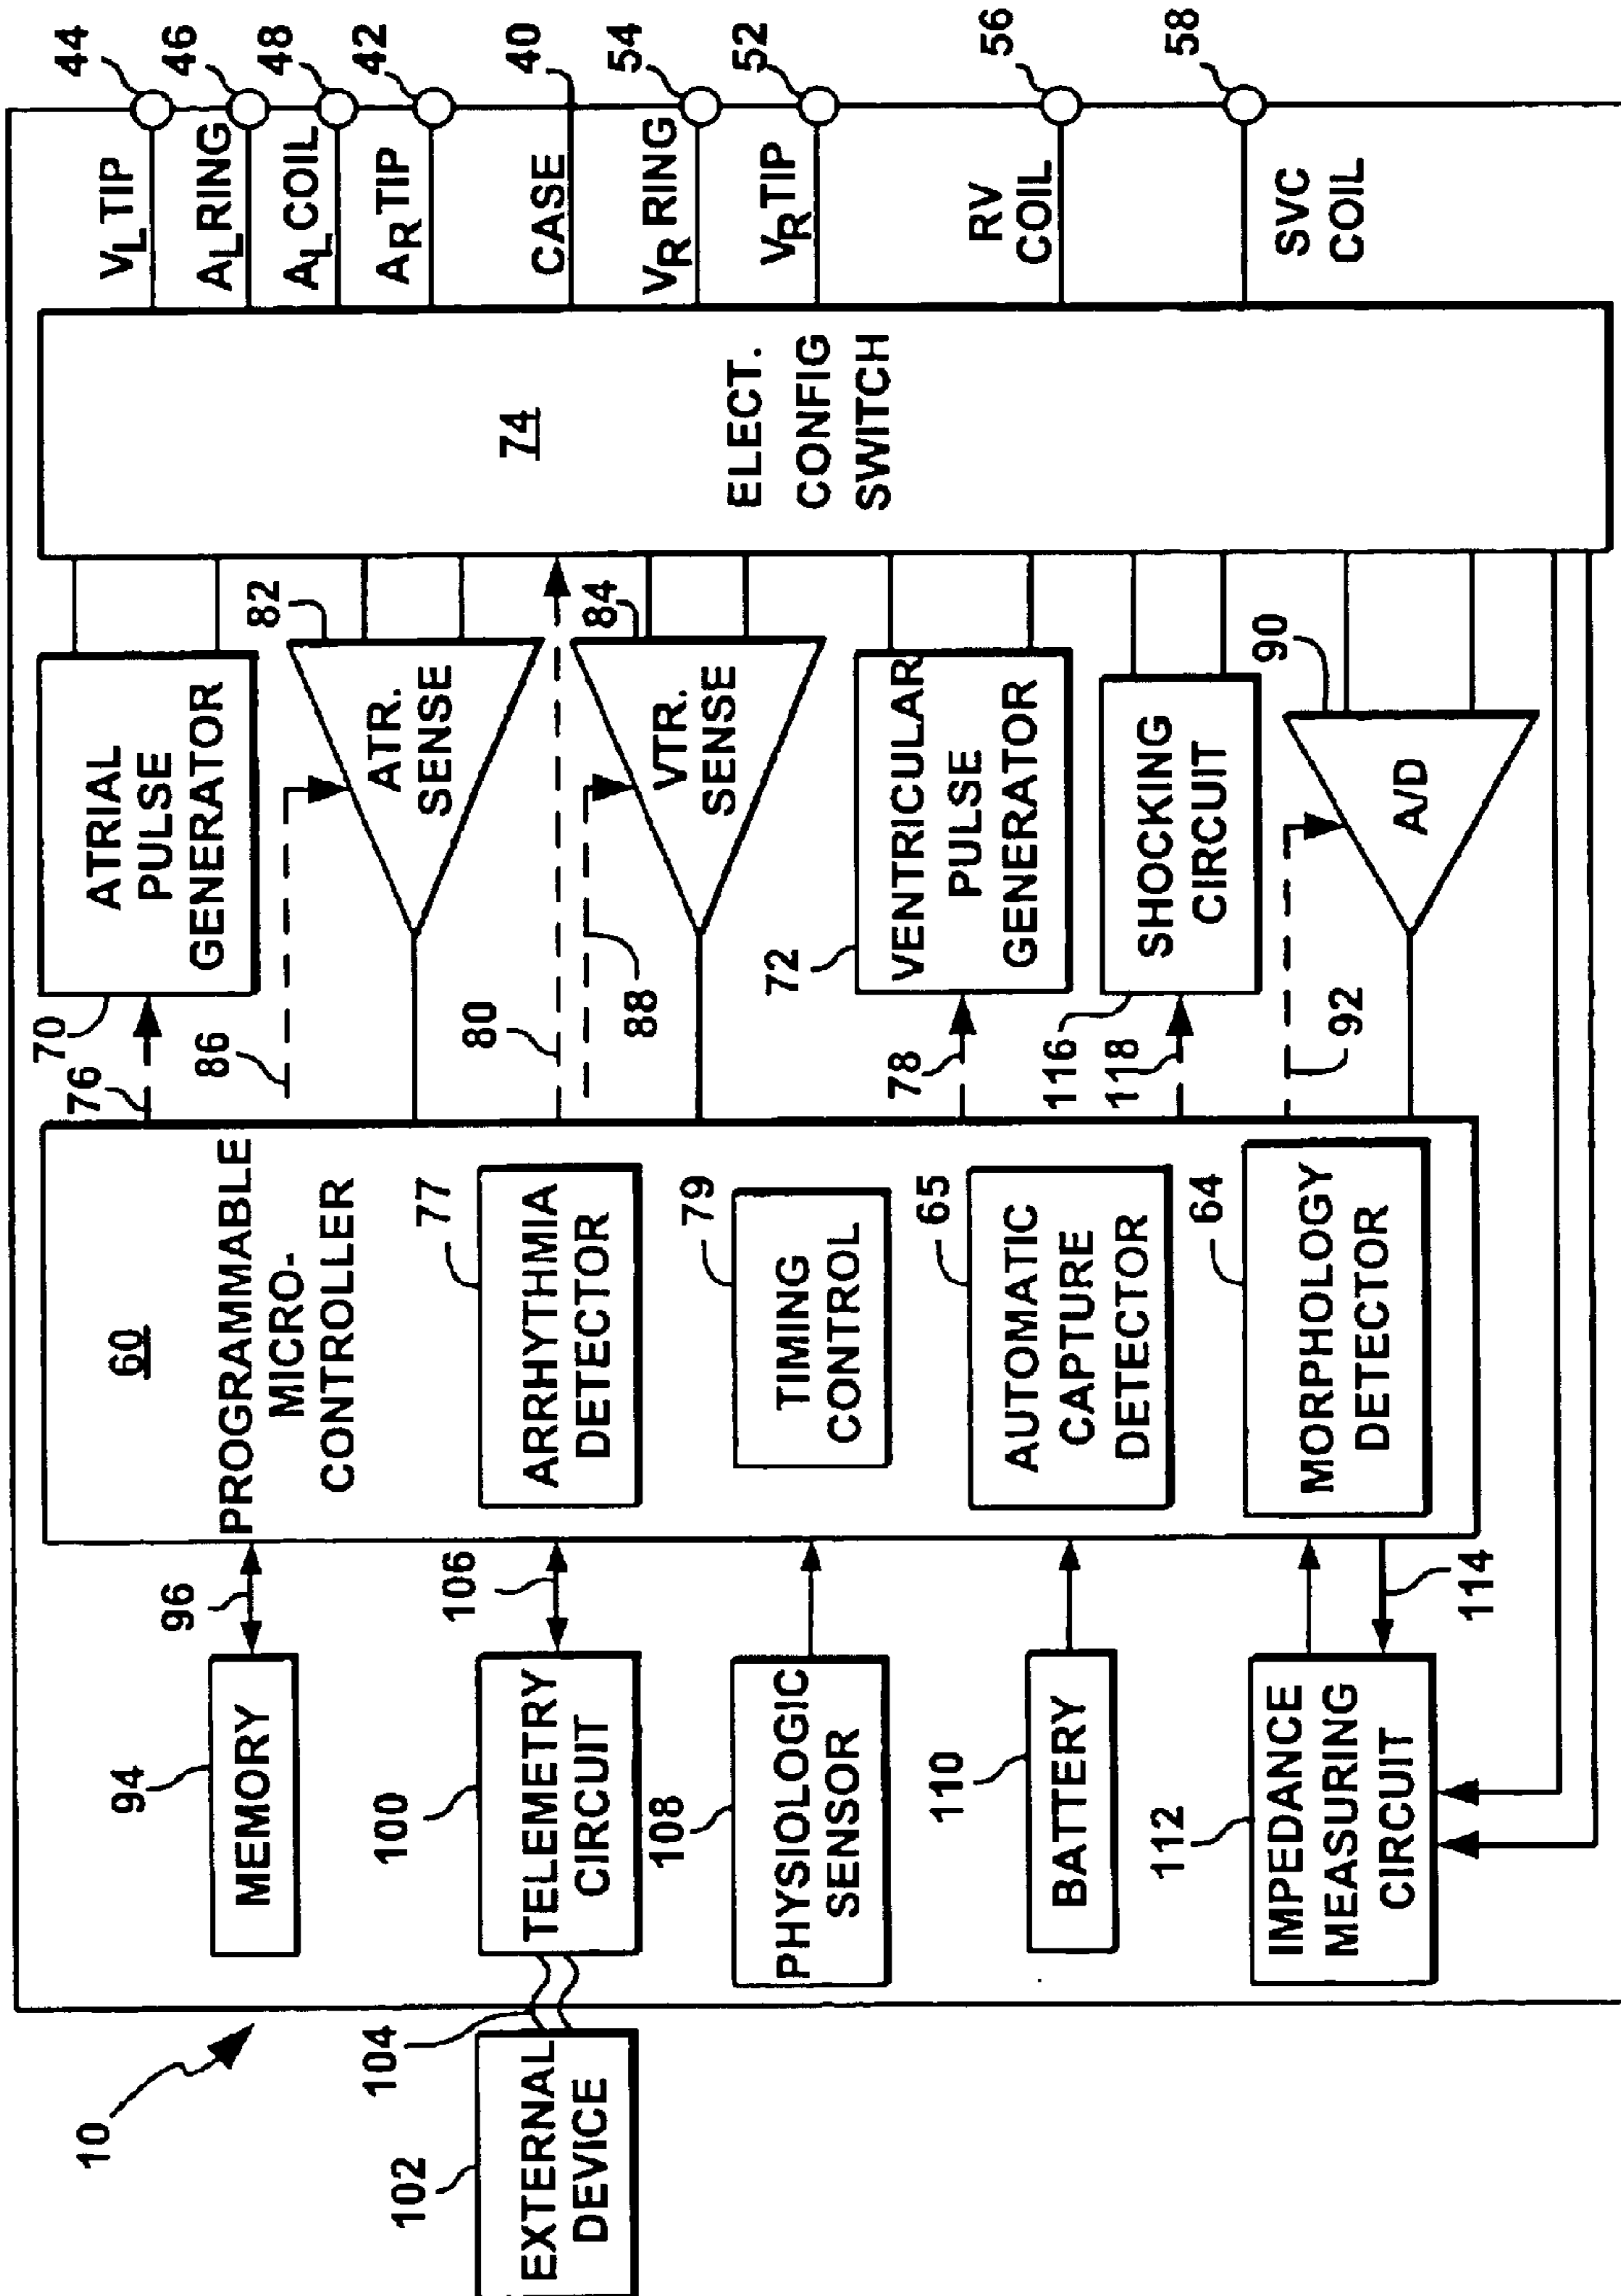 44
46
48
42
40
54
52
56
58
VL TIP
AL RING
AL COIL
AR TIP
CASE
VR RING
VR TIP
RV
COIL
SVC
COIL
74
ELECT.
CONFIG
SWITCH
82
84
90
ATRIAL
PULSE
GENERATOR
ATR.
SENSE
VTR.
SENSE
VENTRICULAR
PULSE
GENERATOR
SHOCKING
CIRCUIT
A/D
70
76
86
80
88
72
78
116
118
92
60
PROGRAMMABLE
MICRO-
CONTROLLER
77
ARRHYTHMIA
DETECTOR
79
TIMING
CONTROL
65
AUTOMATIC
CAPTURE
DETECTOR
64
MORPHOLOGY
DETECTOR
96
106
114
94
MEMORY
100
TELEMETRY
CIRCUIT
108
PHYSIOLOGIC
SENSOR
110
BATTERY
112
IMPEDANCE
MEASURING
CIRCUIT
10
104
102
EXTERNAL
DEVICE